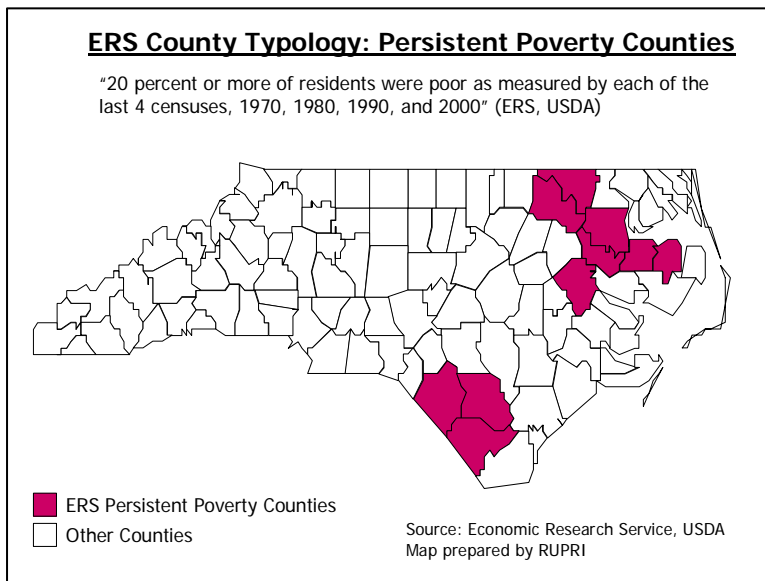 ERS County Typology: Persistent Poverty Counties
“20 percent or more of residents were poor as measured by each of the
last 4 censuses, 1970, 1980, 1990, and 2000” (ERS, USDA)
ERS Persistent Poverty Counties
Other Counties
Source: Economic Research Service, USDA
Map prepared by RUPRI